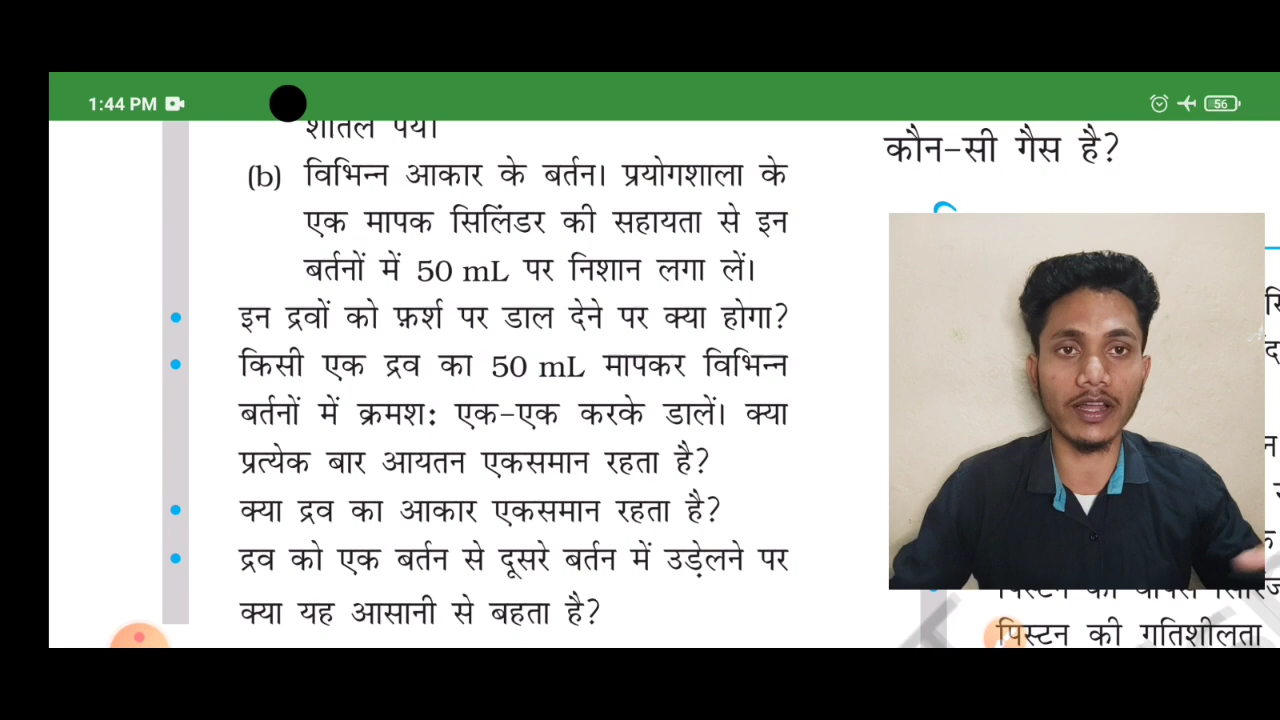 1:44 PM
56
शीतल पेय।
(b) विभिन्न आकार के बर्तन। प्रयोगशाला के
एक मापक सिलिंडर की सहायता से इन
बर्तनों में 50 mL पर निशान लगा लें।
इन द्रवों को फ़र्श पर डाल देने पर क्या होगा?
किसी एक द्रव का 50 mL मापकर विभिन्न
बर्तनों में क्रमश: एक-एक करके डालें। क्या
प्रत्येक बार आयतन एकसमान रहता है?
क्या द्रव का आकार एकसमान रहता है?
द्रव को एक बर्तन से दूसरे बर्तन में उड़ेलने पर
क्या यह आसानी से बहता है?
कौन-सी गैस है?
पिस्टन की गतिशीलता